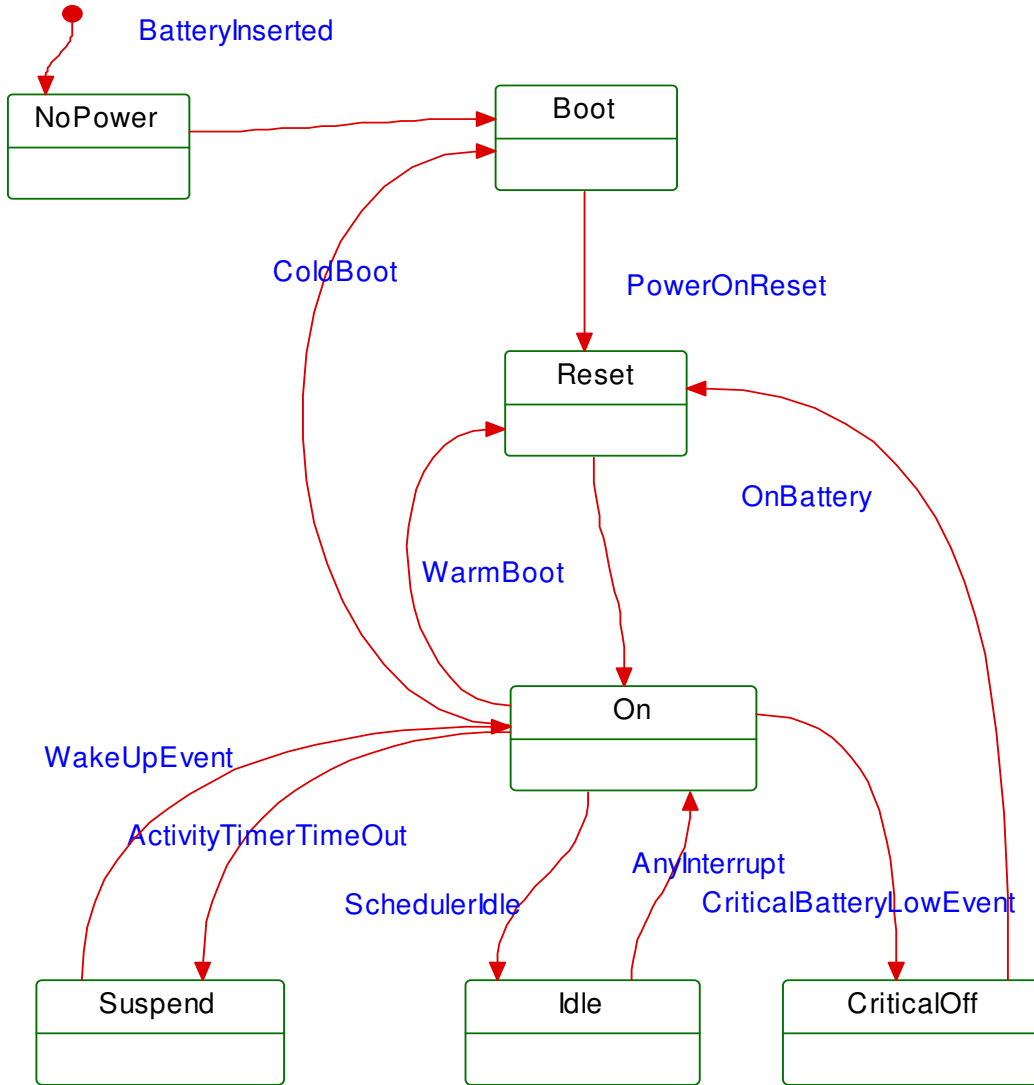 BatteryInserted
NoPower
Boot
ColdBoot
PowerOnReset
Reset
OnBattery
WarmBoot
On
WakeUpEvent
ActivityTimerTimeOut
AnyInterrupt
SchedulerIdle
CriticalBatteryLowEvent
Suspend
Idle
CriticalOff